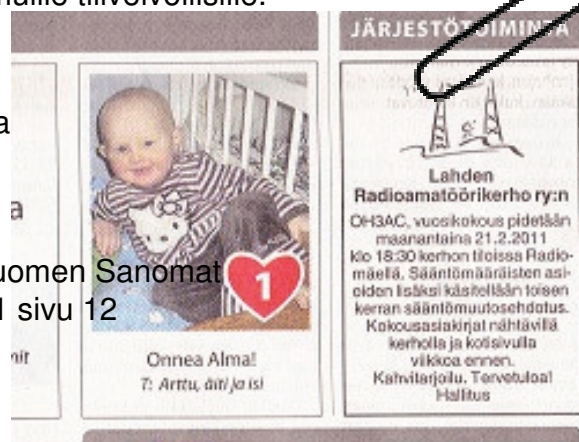 tilivelvollisille.
JÄRJESTÖTOIMINTA
a
a
uomen Sanomat
sivu 12
1
Onnea Alma!
T: Arttu, äiti ja isi
Lahden
Radioamatöörikerho ry:n
OH3AC, vuosikokous pidetään
maanantaina 21.2.2011
klo 18:30 kerhon tiloissa Radio-
mäellä. Sääntömääräisten asi-
oiden lisäksi käsitellään toisen
kerran sääntömuutosehdotus.
Kokousasiakirjat nähtävillä
kerholla ja kotisivulla
viikkoa ennen.
Kahvitarjoilu. Tervetuloa!
Hallitus